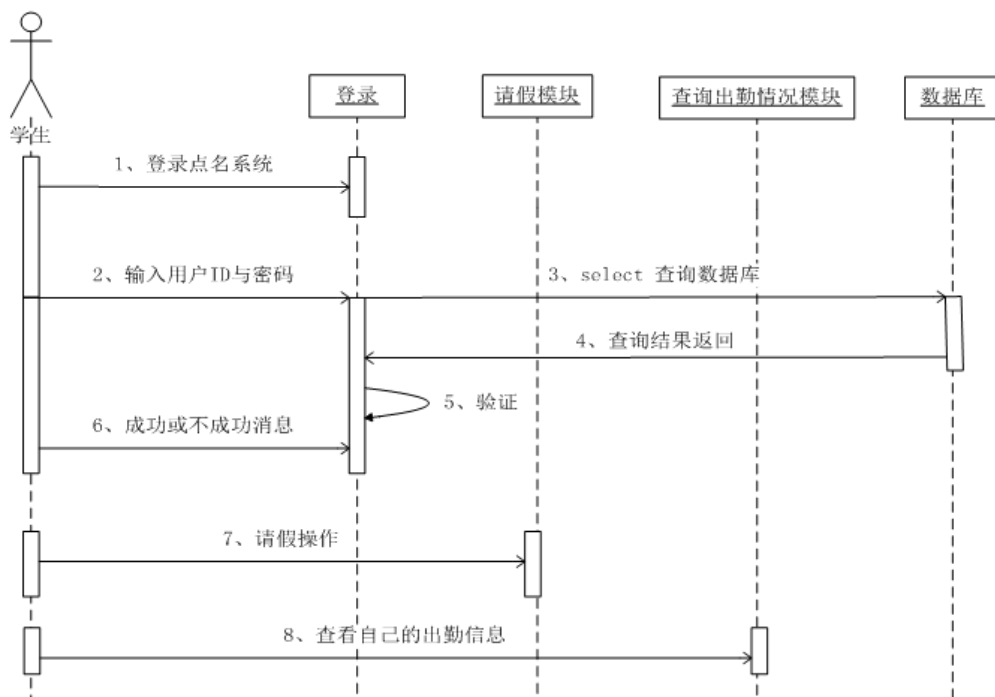 登录
请假模块
查询出勤情况模块
数据库
学生
1、登录点名系统
2、输入用户ID与密码
3、select 查询数据库
4、查询结果返回
5、验证
6、成功或不成功消息
7、请假操作
8、查看自己的出勤信息